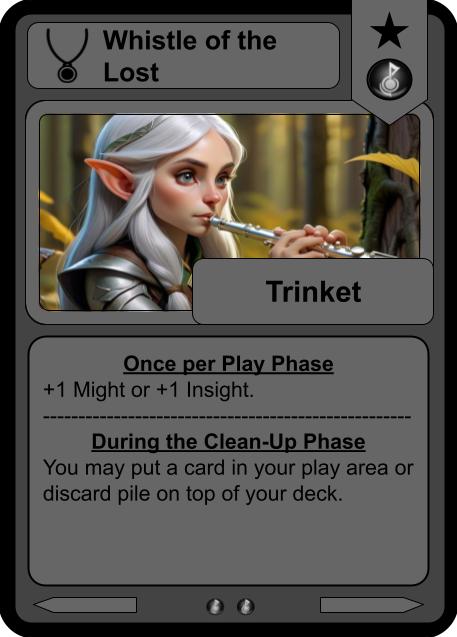 Whistle of the
Lost
Trinket
Once per Play Phase
+1 Might or +1 Insight.
----------------------------------------------------
During the Clean-Up Phase
You may put a card in your play area or
discard pile on top of your deck.